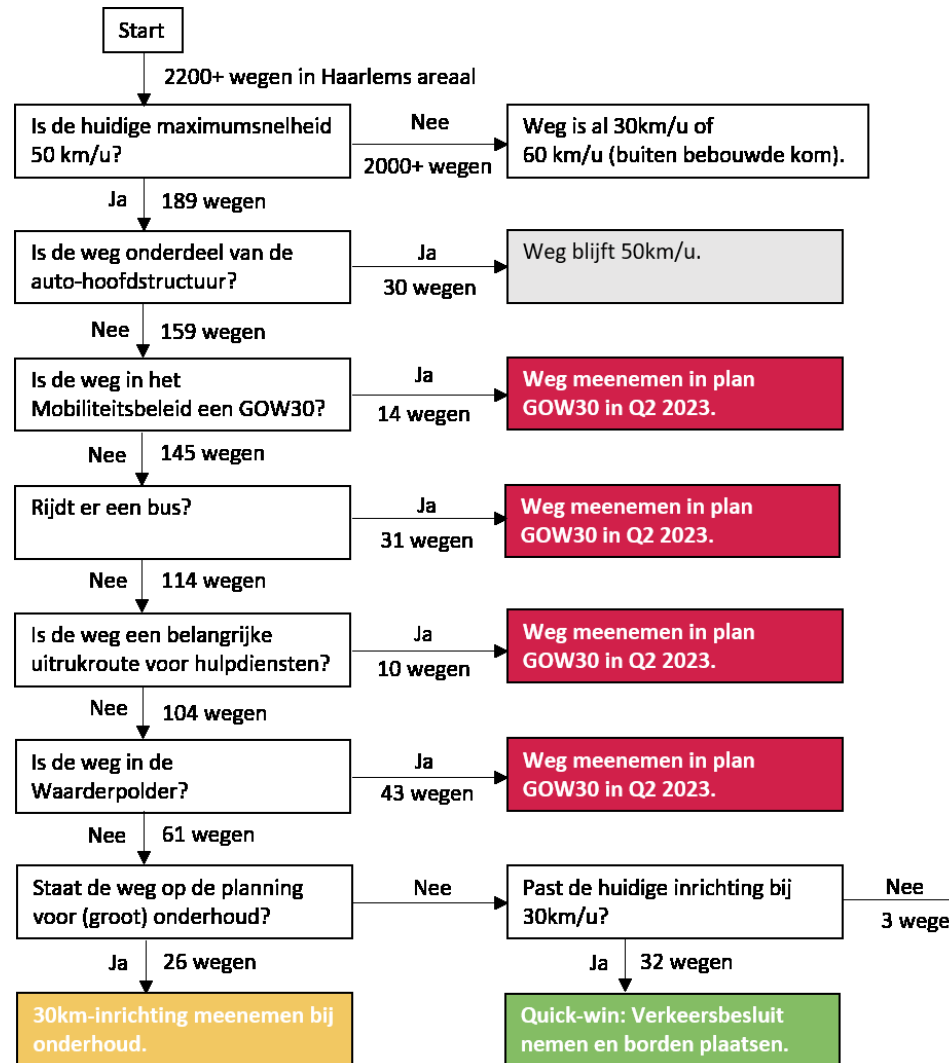 Start
2200+ wegen in Haarlems areaal
Is de huidige maximumsnelheid
50 km/u?
Nee
2000+ wegen
Weg is al 30km/u of
60 km/u (buiten bebouwde kom).
Ja
189 wegen
Is de weg onderdeel van de
auto-hoofdstructuur?
Ja
30 wegen
Weg blijft 50km/u.
Nee
159 wegen
Is de weg in het
Mobiliteitsbeleid een GOW30?
Ja
14 wegen
Weg meenemen in plan
GOW30 in Q2 2023.
Nee
145 wegen
Rijdt er een bus?
Ja
31 wegen
Weg meenemen in plan
GOW30 in Q2 2023.
Nee
114 wegen
Is de weg een belangrijke
uitrukroute voor hulpdiensten?
Ja
10 wegen
Weg meenemen in plan
GOW30 in Q2 2023.
Nee
104 wegen
Is de weg in de
Waarderpolder?
Ja
43 wegen
Weg meenemen in plan
GOW30 in Q2 2023.
Nee
61 wegen
Staat de weg op de planning
voor (groot) onderhoud?
Nee
Past de huidige inrichting bij
30km/u?
Nee
3 wege
Ja
26 wegen
Ja
32 wegen
30km-inrichting meenemen bij
onderhoud.
Quick-win: Verkeersbesluit
nemen en borden plaatsen.